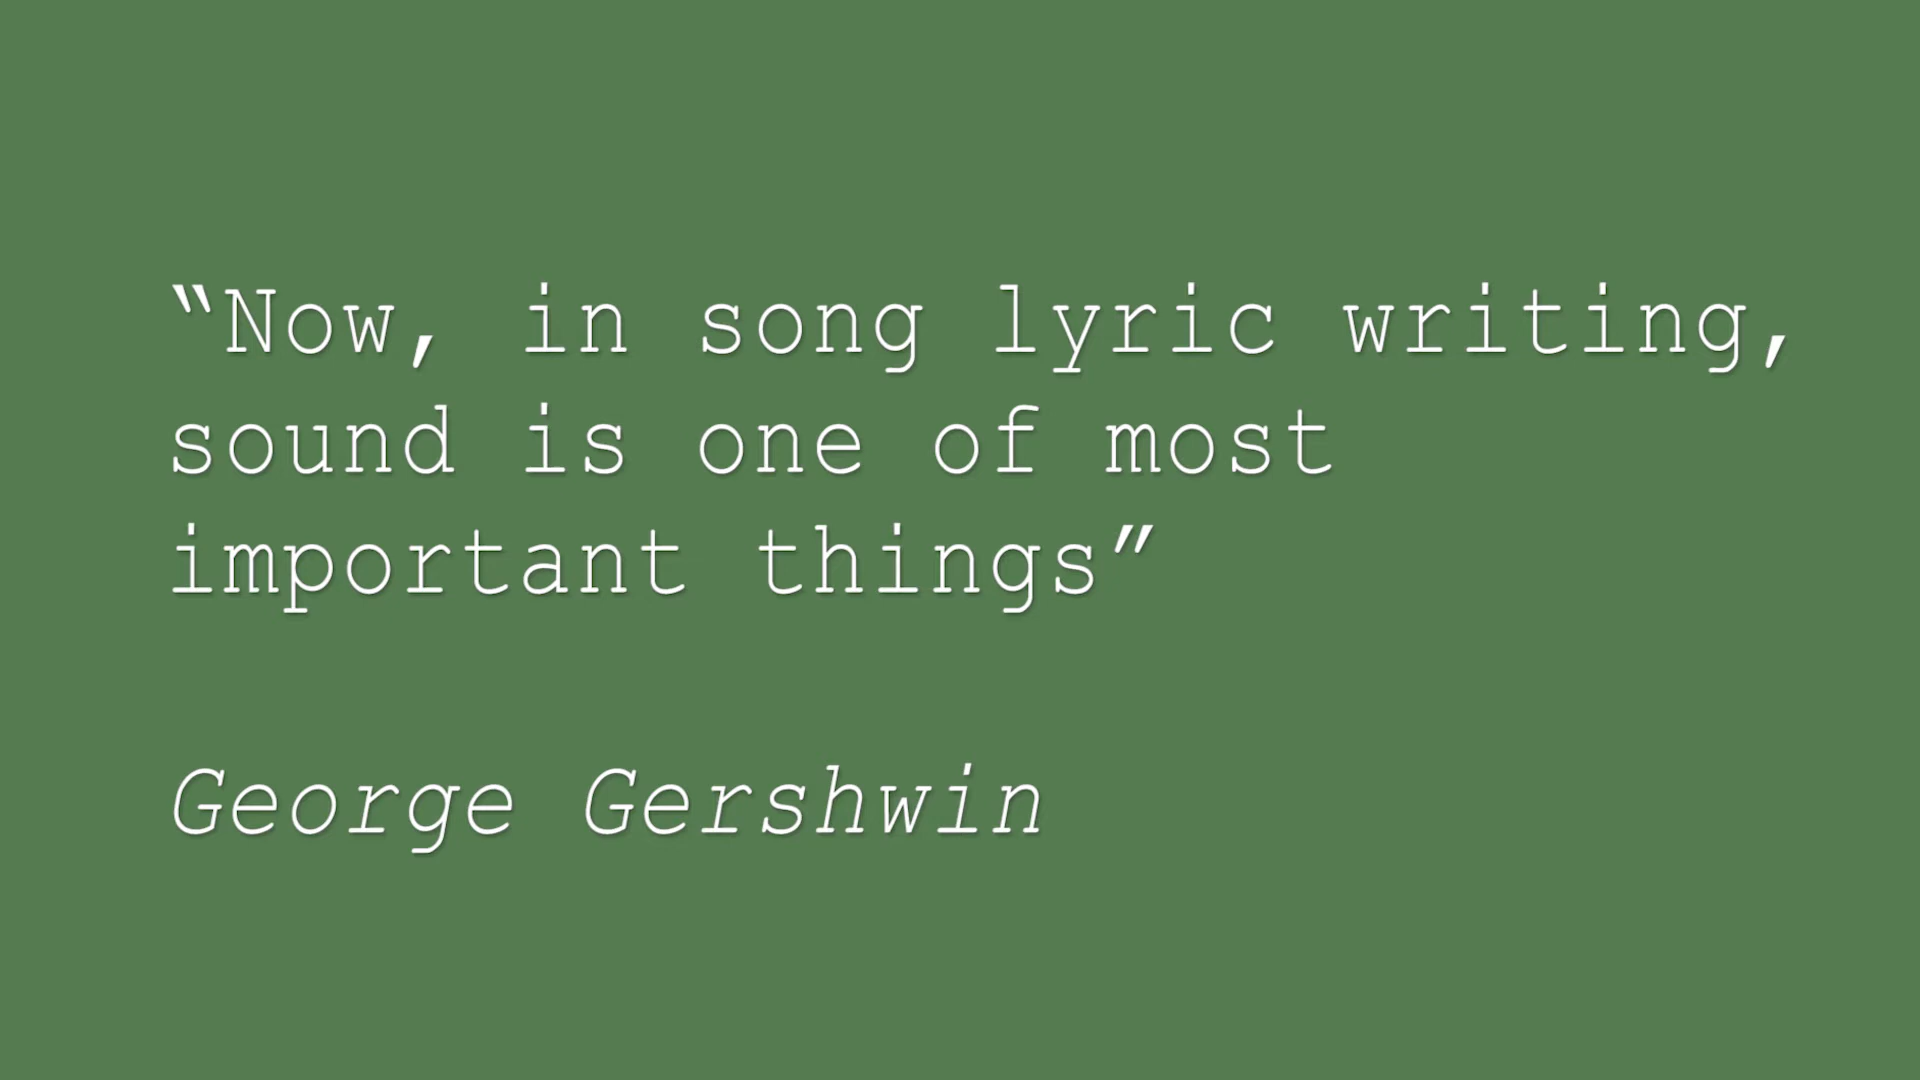 “Now, in song lyric writing,
sound is one of most
important things”
George Gershwin